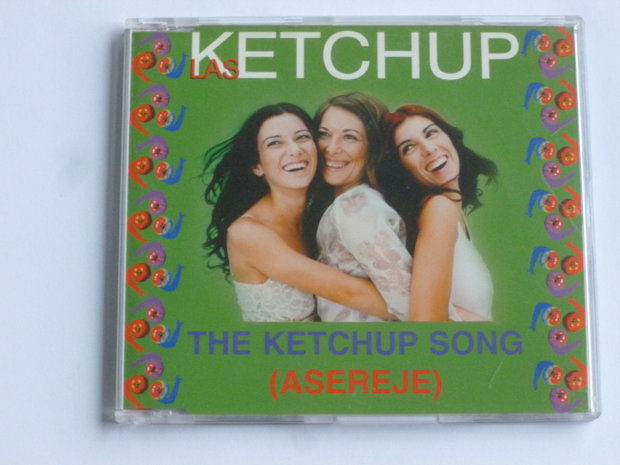 LAS KETCHUP
THE KETCHUP SONG
(ASEREJE)